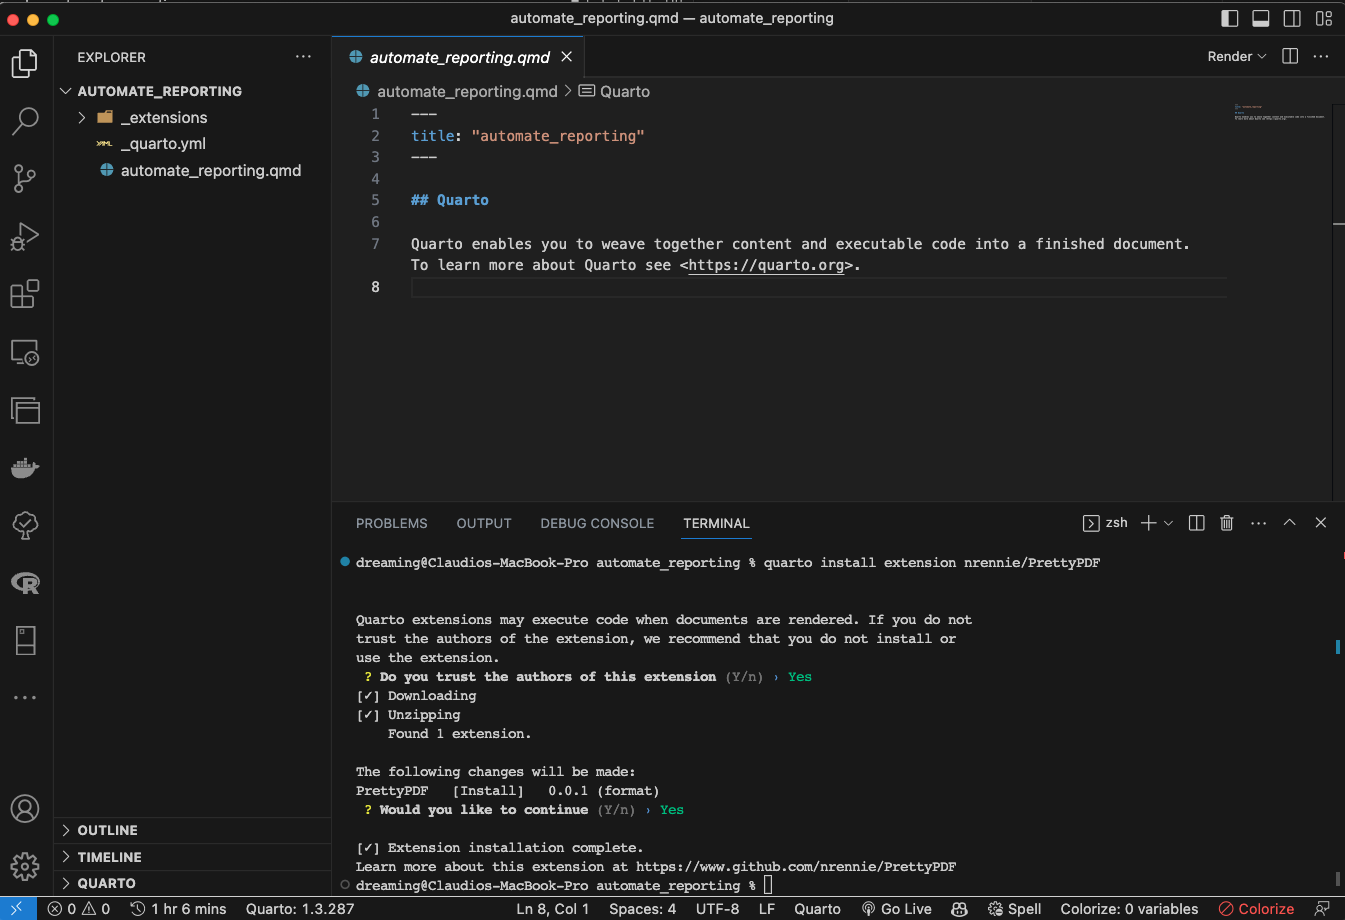 automate_reporting.qmd — automate_reporting
EXPLORER
AUTOMATE_REPORTING
_extensions
YAML _quarto.yml
automate_reporting.qmd
automate_reporting.qmd
Render
automate_reporting.qmd > Quarto
1 ---
2 title: "automate_reporting"
3 ---
4
5 ## Quarto
6
7 Quarto enables you to weave together content and executable code into a finished document.
To learn more about Quarto see <https://quarto.org>.
8
PROBLEMS OUTPUT DEBUG CONSOLE TERMINAL
zsh
dreaming@Claudios-MacBook-Pro automate_reporting % quarto install extension nrennie/PrettyPDF
Quarto extensions may execute code when documents are rendered. If you do not
trust the authors of the extension, we recommend that you do not install or
use the extension.
? Do you trust the authors of this extension (Y/n) › Yes
[✓] Downloading
[✓] Unzipping
Found 1 extension.
The following changes will be made:
PrettyPDF [Install] 0.0.1 (format)
? Would you like to continue (Y/n) › Yes
[✓] Extension installation complete.
Learn more about this extension at https://www.github.com/nrennie/PrettyPDF
dreaming@Claudios-MacBook-Pro automate_reporting %
OUTLINE
TIMELINE
QUARTO
0 0 1 hr 6 mins Quarto: 1.3.287 Ln 8, Col 1 Spaces: 4 UTF-8 LF Quarto Go Live Spell Colorize: 0 variables Colorize